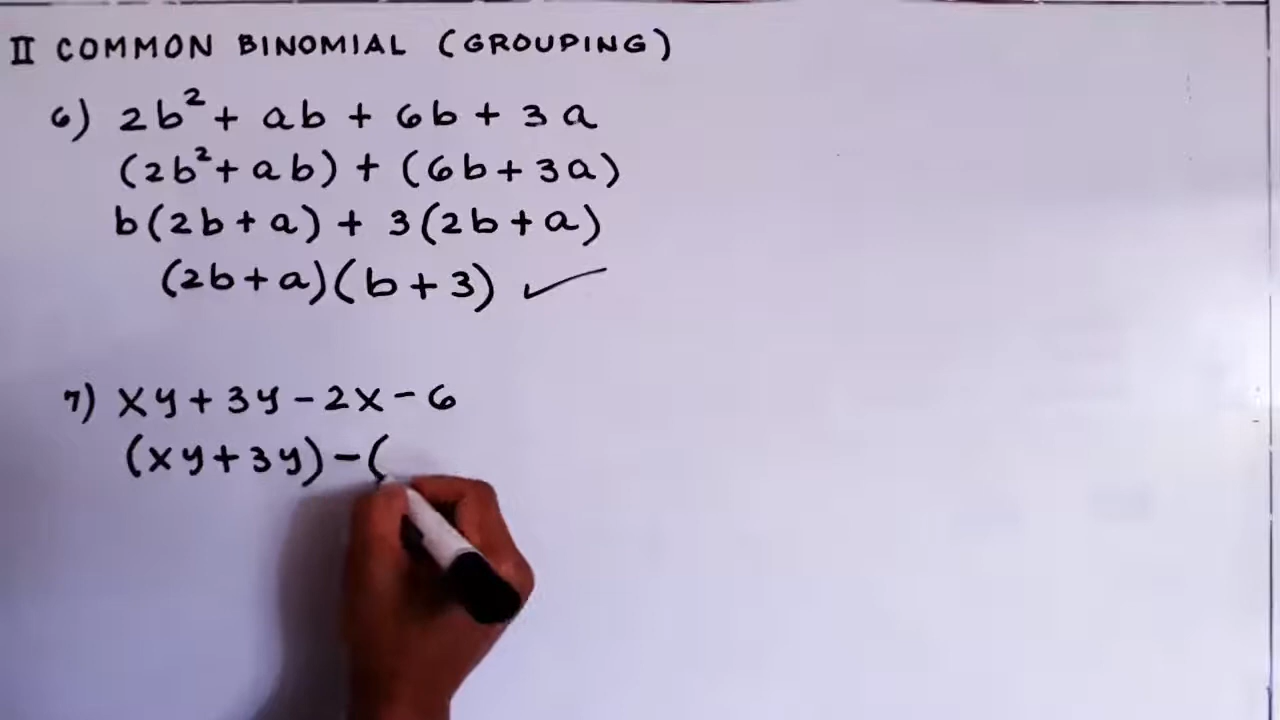 II COMMON BINOMIAL (GROUPING)
6) 2b² + ab + 6b + 3a
(2b² + ab) + (6b + 3a)
b(2b + a) + 3(2b + a)
(2b + a)(b + 3) ✓
7) xy + 3y - 2x - 6
(xy + 3y) - (